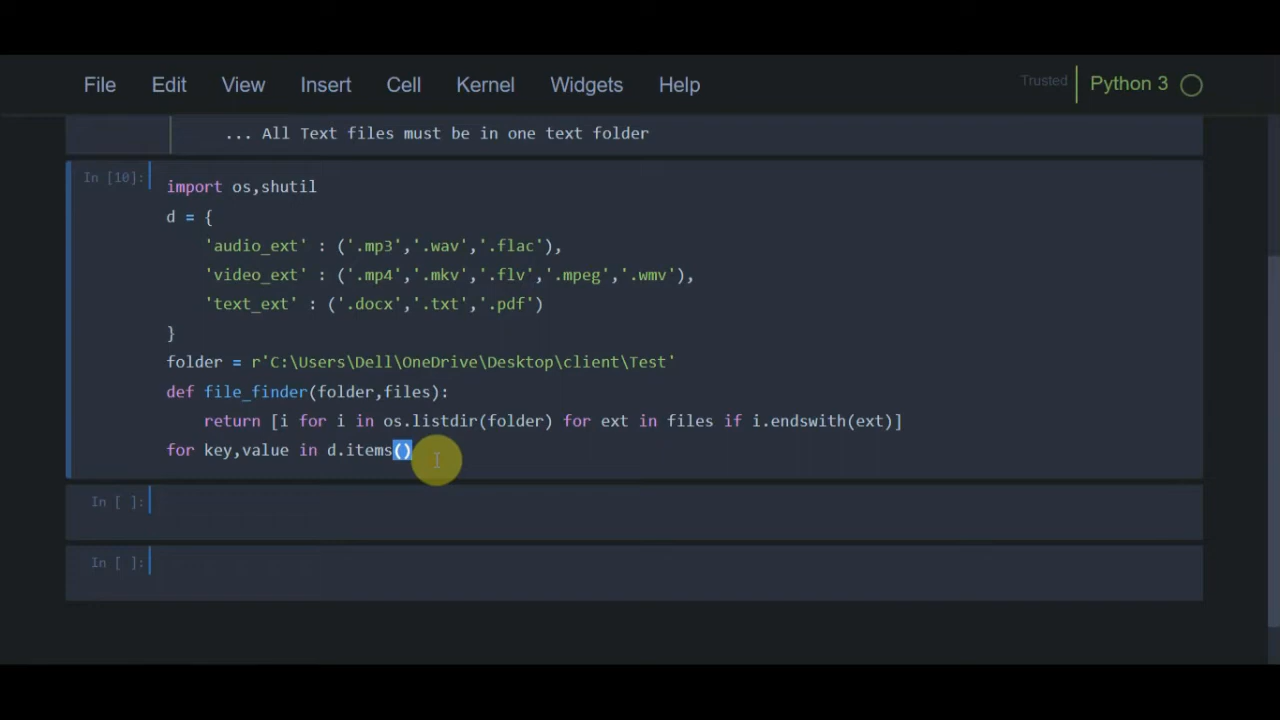 File Edit View Insert Cell Kernel Widgets Help Trusted Python 3
... All Text files must be in one text folder
In [10]:
import os,shutil
d = {
    'audio_ext' : ('.mp3','.wav','.flac'),
    'video_ext' : ('.mp4','.mkv','.flv','.mpeg','.wmv'),
    'text_ext' : ('.docx','.txt','.pdf')
}
folder = r'C:\Users\Dell\OneDrive\Desktop\client\Test'
def file_finder(folder,files):
    return [i for i in os.listdir(folder) for ext in files if i.endswith(ext)]
for key,value in d.items()
In [ ]:
In [ ]: